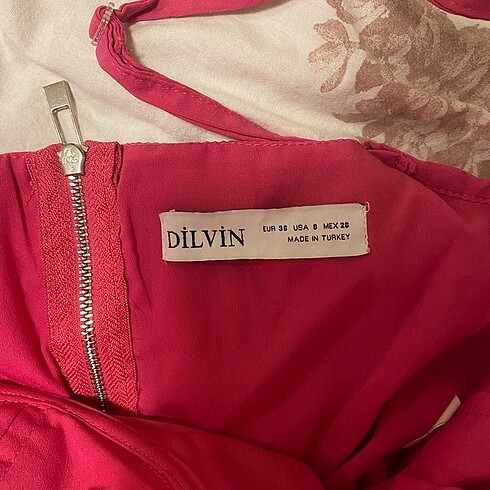 DİLVİN
EUR 36 USA 6 MEX 26
MADE IN TURKEY